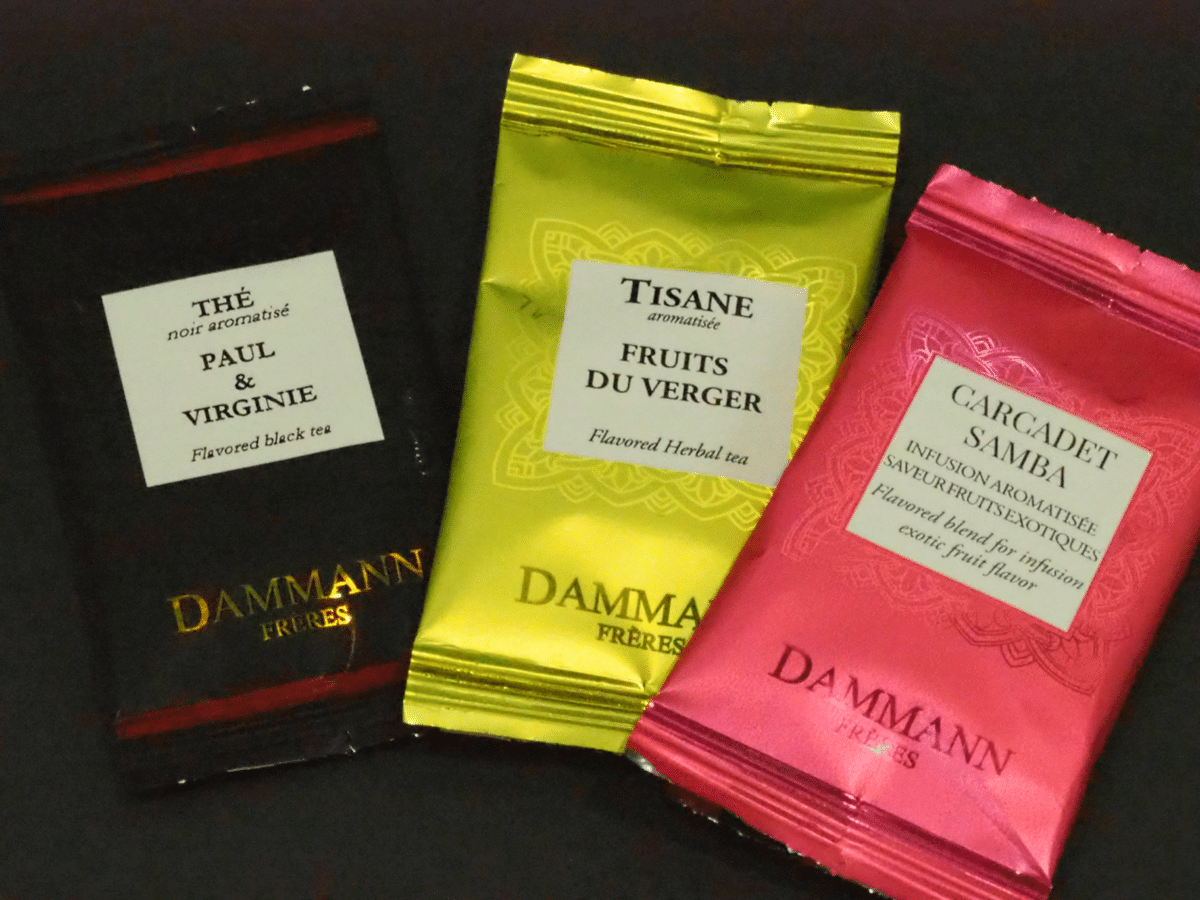 THÉ
noir aromatisé
PAUL
&
VIRGINIE
Flavored black tea
DAMMANN
FRÈRES
TISANE
aromatisée
FRUITS
DU VERGER
Flavored Herbal tea
DAMMA
FRÈRES
CARCADET
SAMBA
INFUSION AROMATISÉE
SAVEUR FRUITS EXOTIQUES
Flavored blend for infusion
exotic fruit flavor
DAMMANN
FRÈRES